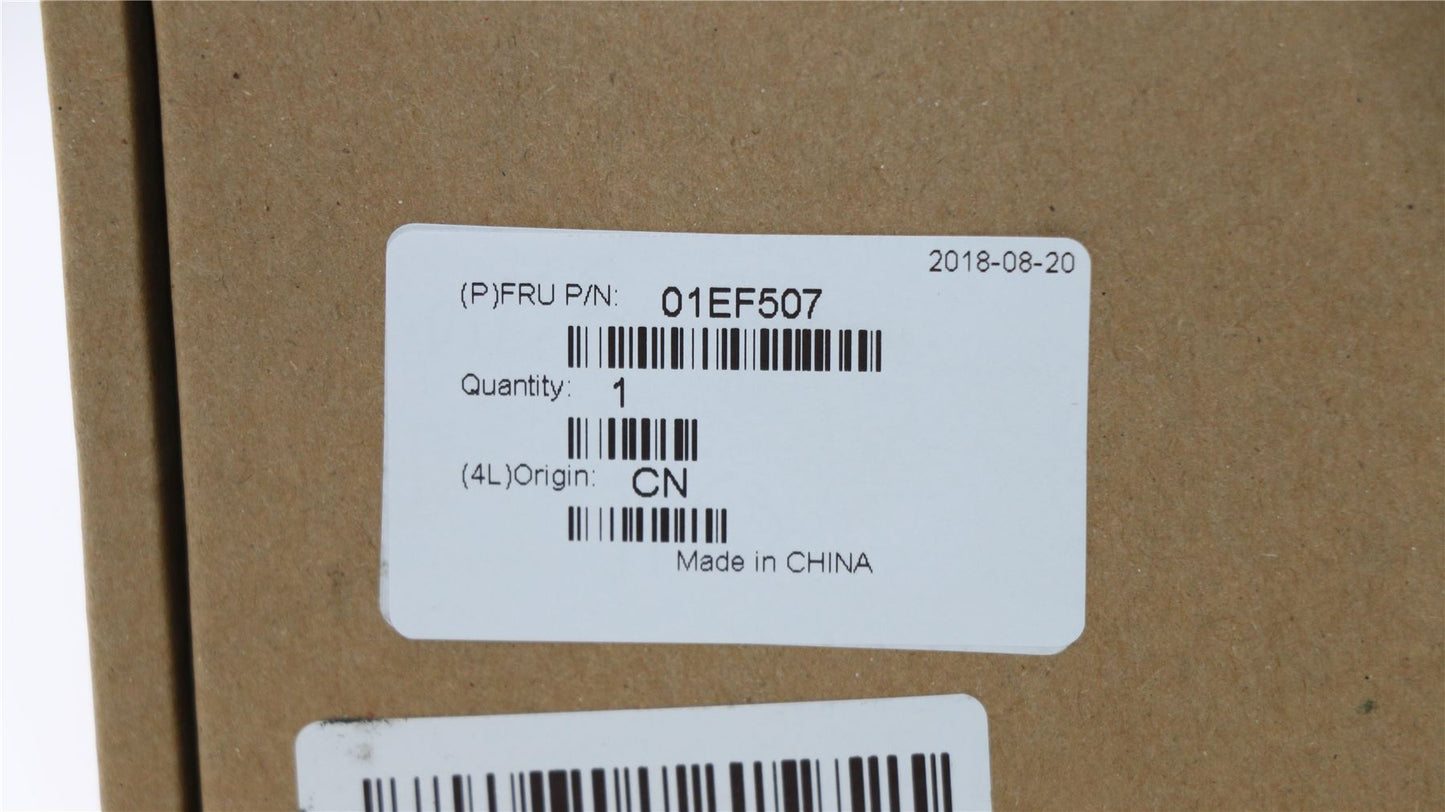 2018-08-20
(P)FRU P/N: 01EF507
Quantity: 1
(4L)Origin: CN
Made in CHINA